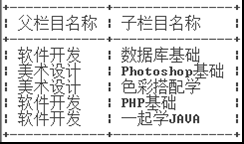 父栏目名称 子栏目名称
软件开发 数据库基础
美术设计 Photoshop基础
美术设计 色彩搭配学
软件开发 PHP基础
软件开发 一起学JAVA